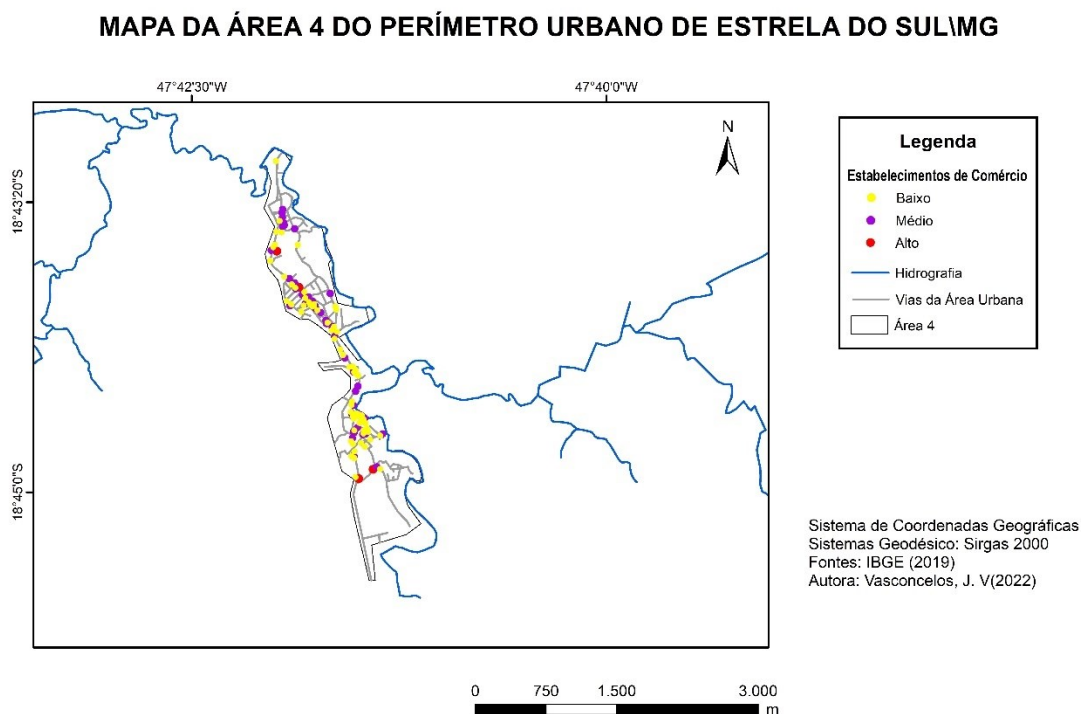 MAPA DA ÁREA 4 DO PERÍMETRO URBANO DE ESTRELA DO SUL\MG
47°42'30"W
47°40'0"W
N
18°43'20"S
18°45'0"S
Legenda
Estabelecimentos de Comércio
Baixo
Médio
Alto
Hidrografia
Vias da Área Urbana
Área 4
Sistema de Coordenadas Geográficas
Sistemas Geodésico: Sirgas 2000
Fontes: IBGE (2019)
Autora: Vasconcelos, J. V(2022)
0 750 1.500 3.000
m